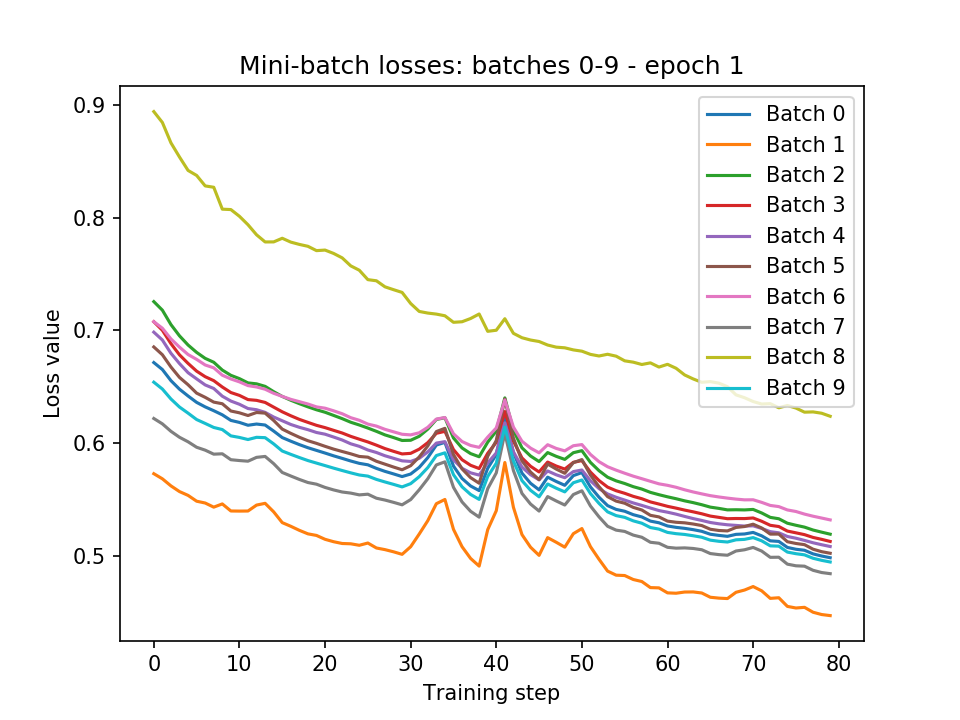 Mini-batch losses: batches 0-9 - epoch 1
0.9
0.8
0.7
0.6
0.5
Loss value
Batch 0
Batch 1
Batch 2
Batch 3
Batch 4
Batch 5
Batch 6
Batch 7
Batch 8
Batch 9
0 10 20 30 40 50 60 70 80
Training step